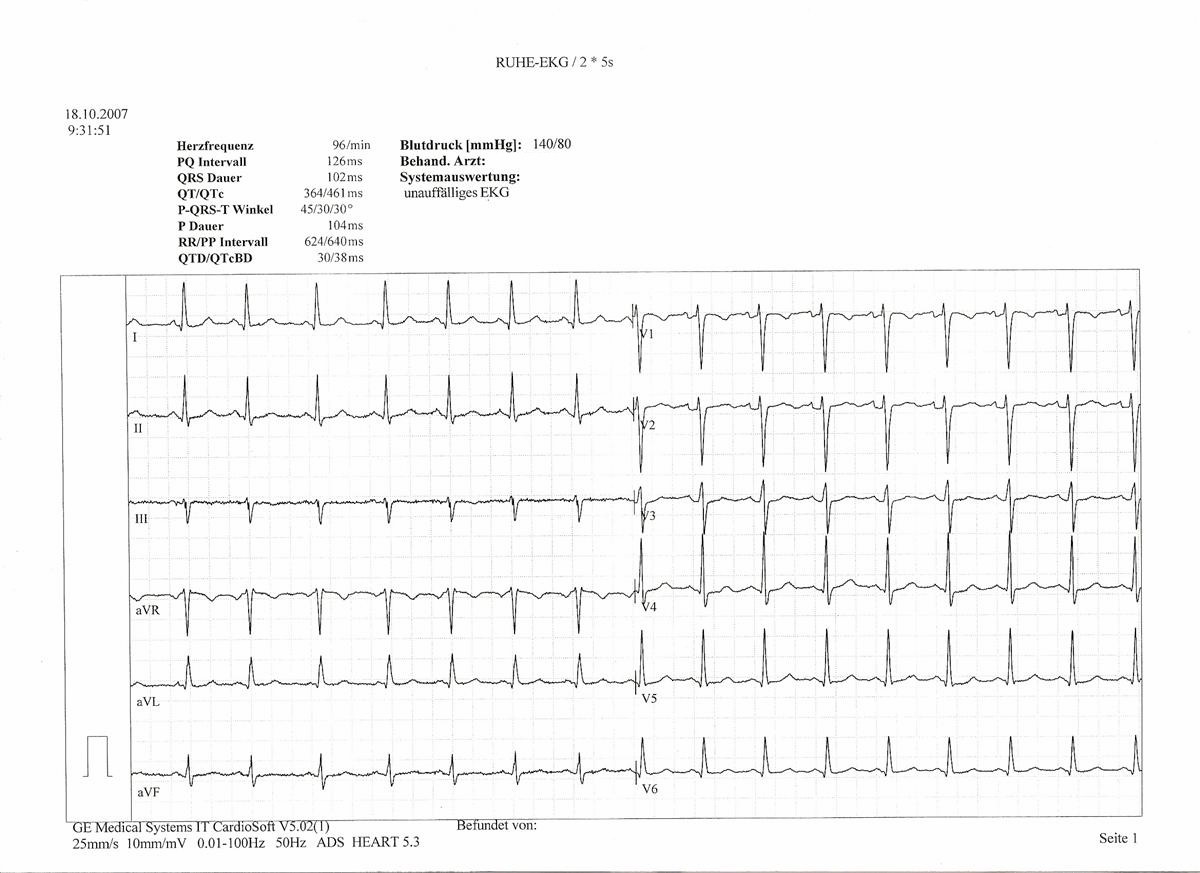 RUHE-EKG / 2 * 5s
18.10.2007
9:31:51
Herzfrequenz 96/min
PQ Intervall 126ms
QRS Dauer 102ms
QT/QTc 364/461ms
P-QRS-T Winkel 45/30/30°
P Dauer 104ms
RR/PP Intervall 624/640ms
QTD/QTcBD 30/38ms
Blutdruck [mmHg]: 140/80
Behand. Arzt:
Systemauswertung:
unauffälliges EKG
I
II
III
aVR
aVL
aVF
V1
V2
V3
V4
V5
V6
GE Medical Systems IT CardioSoft V5.02(1)
25mm/s 10mm/mV 0.01-100Hz 50Hz ADS HEART 5.3
Befundet von:
Seite 1